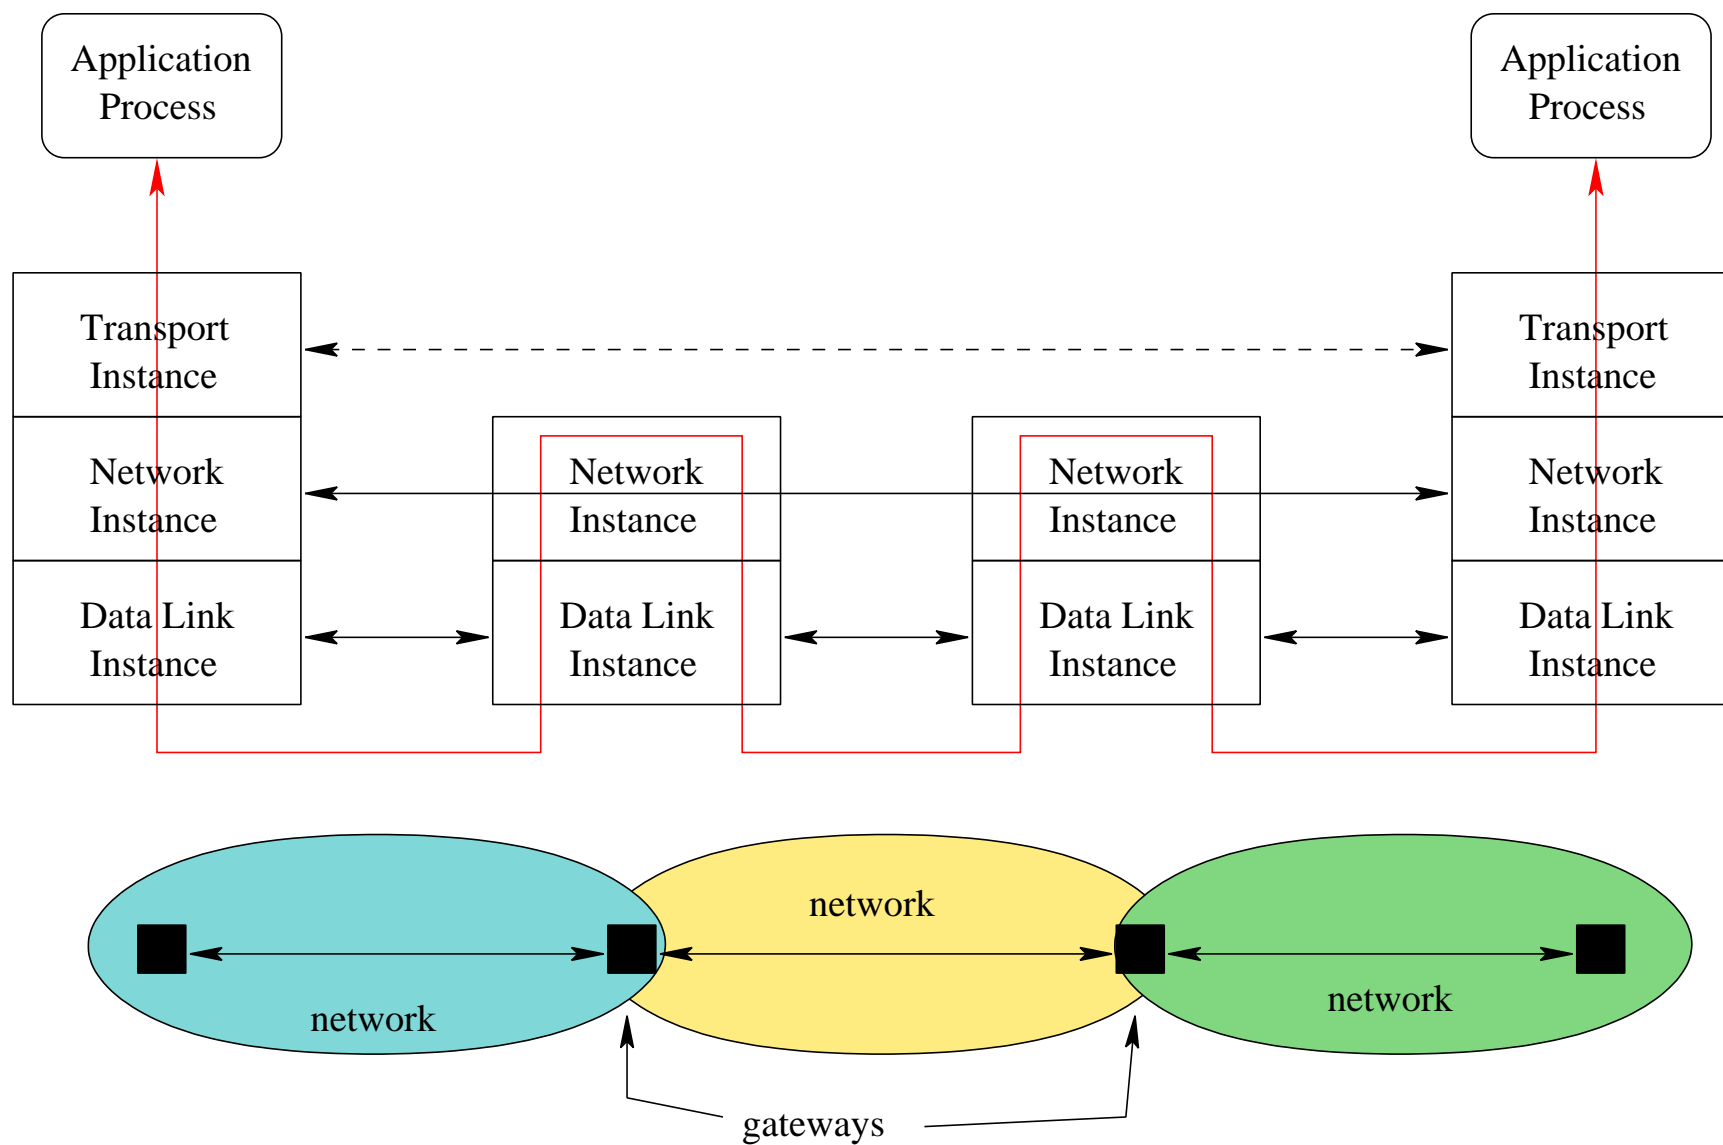 Application
Process
Application
Process
Transport
Instance
Transport
Instance
Network
Instance
Network
Instance
Network
Instance
Network
Instance
Data Link
Instance
Data Link
Instance
Data Link
Instance
Data Link
Instance
network
network
network
gateways